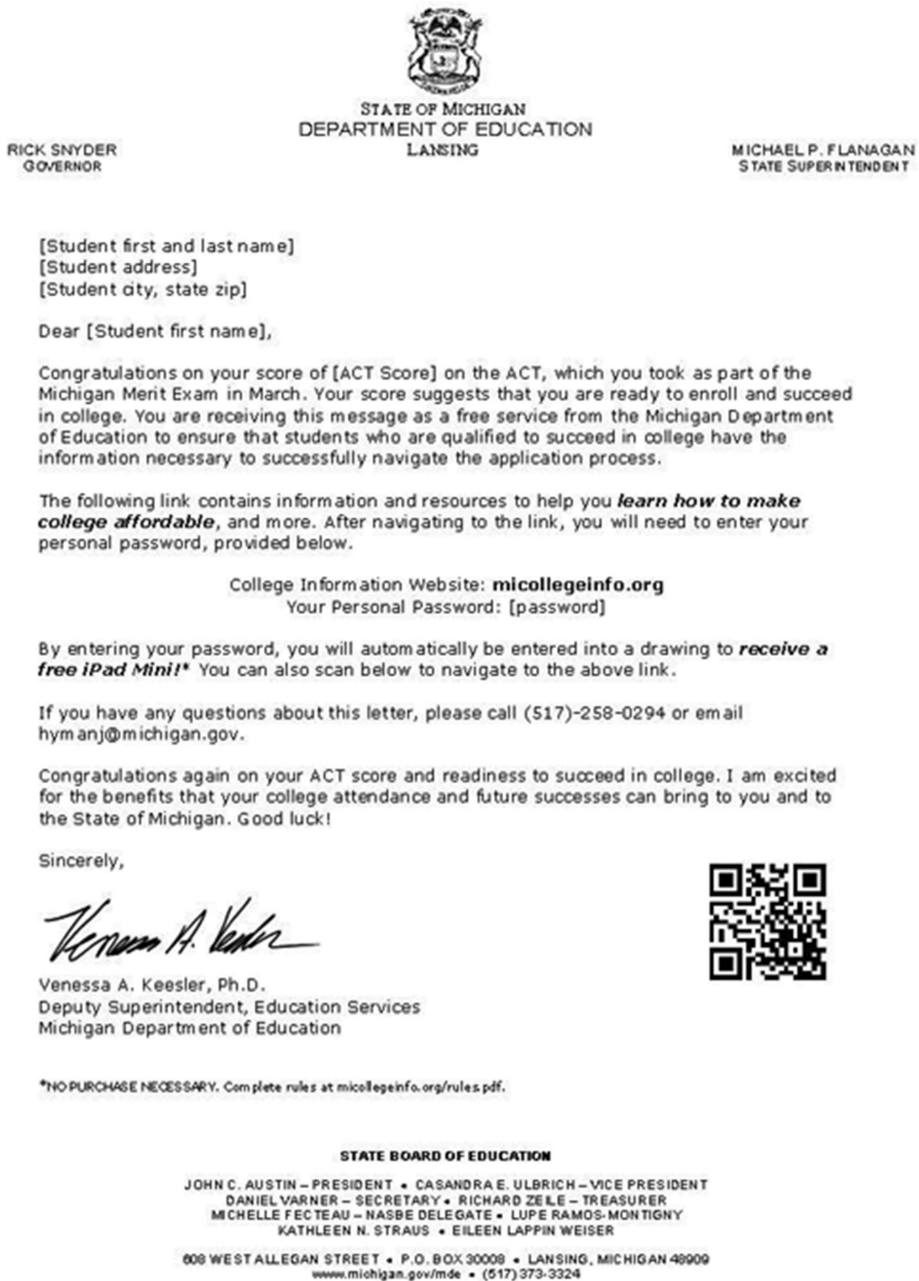 STATE OF MICHIGAN
DEPARTMENT OF EDUCATION
LANSING
RICK SNYDER
GOVERNOR
MICHAEL P. FLANAGAN
STATE SUPERINTENDENT
[Student first and last name]
[Student address]
[Student city, state zip]
Dear [Student first name],
Congratulations on your score of [ACT Score] on the ACT, which you took as part of the
Michigan Merit Exam in March. Your score suggests that you are ready to enroll and succeed
in college. You are receiving this message as a free service from the Michigan Department
of Education to ensure that students who are qualified to succeed in college have the
information necessary to successfully navigate the application process.
The following link contains information and resources to help you learn how to make
college affordable, and more. After navigating to the link, you will need to enter your
personal password, provided below.
College Information Website: micollegeinfo.org
Your Personal Password: [password]
By entering your password, you will automatically be entered into a drawing to receive a
free iPad Mini!* You can also scan below to navigate to the above link.
If you have any questions about this letter, please call (517)-258-0294 or email
hymanj@michigan.gov.
Congratulations again on your ACT score and readiness to succeed in college. I am excited
for the benefits that your college attendance and future successes can bring to you and to
the State of Michigan. Good luck!
Sincerely,
Venessa A. Keesler, Ph.D.
Deputy Superintendent, Education Services
Michigan Department of Education
*NO PURCHASE NECESSARY. Complete rules at micollegeinfo.org/rules.pdf.
STATE BOARD OF EDUCATION
JOHN C. AUSTIN – PRESIDENT • CASANDRA E. ULBRICH – VICE PRESIDENT
DANIEL VARNER – SECRETARY • RICHARD ZEILE – TREASURER
MICHELLE FECTEAU – NASBE DELEGATE • LUPE RAMOS-MONTIGNY
KATHLEEN N. STRAUS • EILEEN LAPPIN WEISER
608 WEST ALLEGAN STREET • P.O. BOX 30008 • LANSING, MICHIGAN 48909
www.michigan.gov/mde • (517) 373-3324